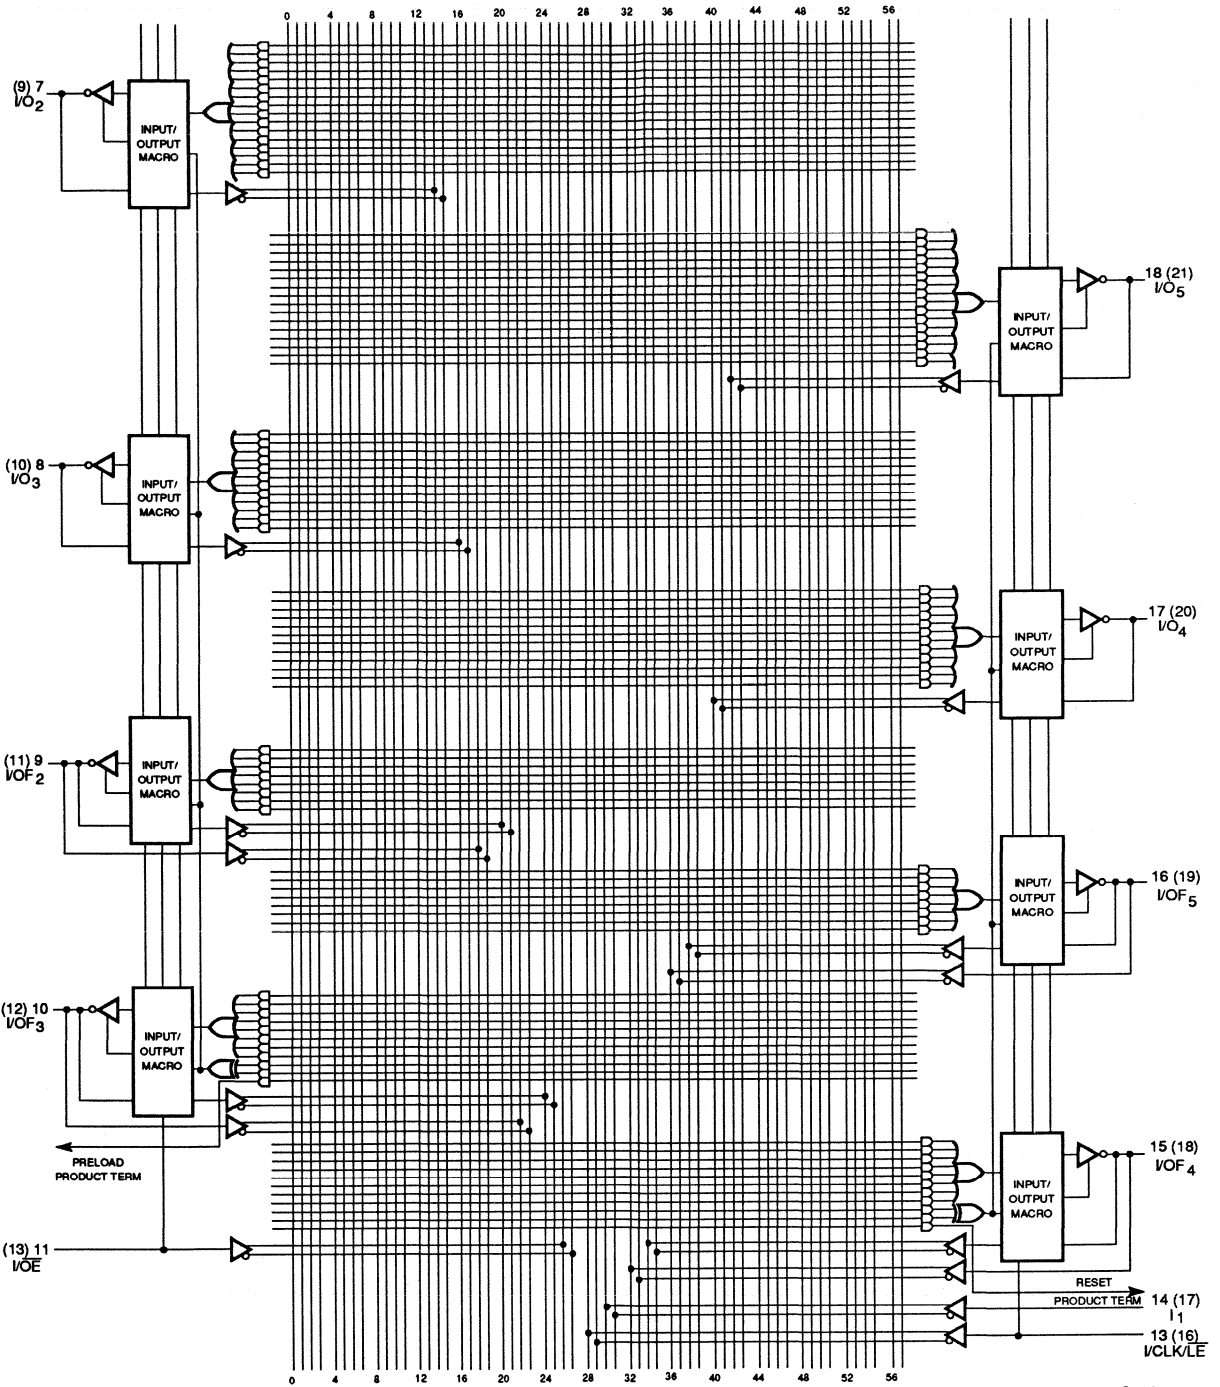 0 4 8 12 16 20 24 28 32 36 40 44 48 52 56
(9) 7
I/O2
INPUT/
OUTPUT
MACRO
18 (21)
I/O5
INPUT/
OUTPUT
MACRO
(10) 8
I/O3
INPUT/
OUTPUT
MACRO
17 (20)
I/O4
INPUT/
OUTPUT
MACRO
(11) 9
I/OF2
INPUT/
OUTPUT
MACRO
16 (19)
I/OF5
INPUT/
OUTPUT
MACRO
(12) 10
I/OF3
INPUT/
OUTPUT
MACRO
PRELOAD
PRODUCT TERM
15 (18)
I/OF4
INPUT/
OUTPUT
MACRO
(13) 11
I/OE
RESET
PRODUCT TERM
14 (17)
I1
13 (16)
I/CLK/LE
0 4 8 12 16 20 24 28 32 36 40 44 48 52 56